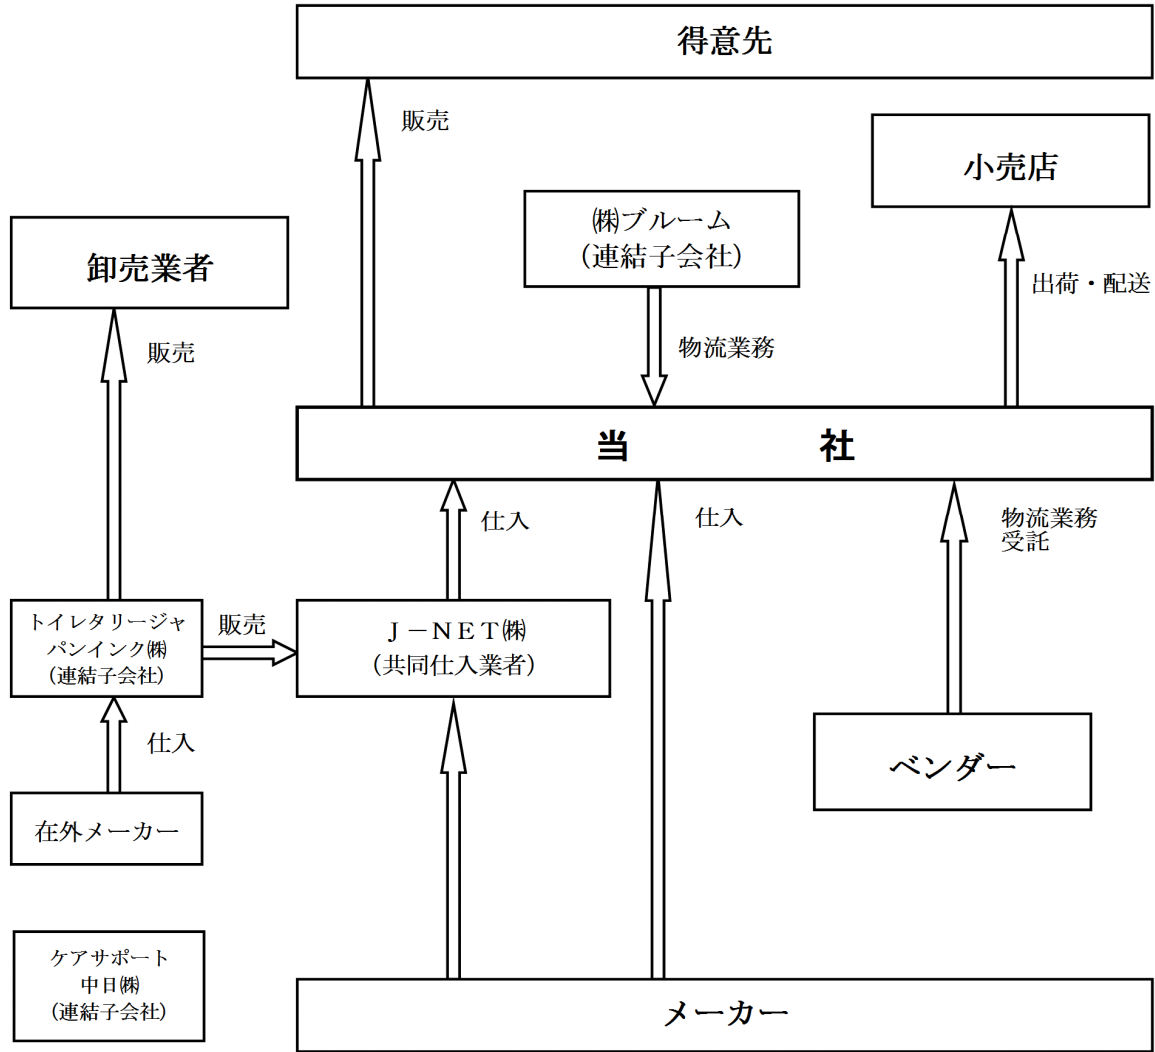 得意先
販売
小売店
㈱ブルーム
（連結子会社）
卸売業者
出荷・配送
販売
物流業務
当　　　社
仕入
仕入
物流業務
受託
トイレタリージャ
パンインク㈱
（連結子会社）
販売
Ｊ－ＮＥＴ㈱
（共同仕入業者）
仕入
ベンダー
在外メーカー
ケアサポート
中日㈱
（連結子会社）
メーカー